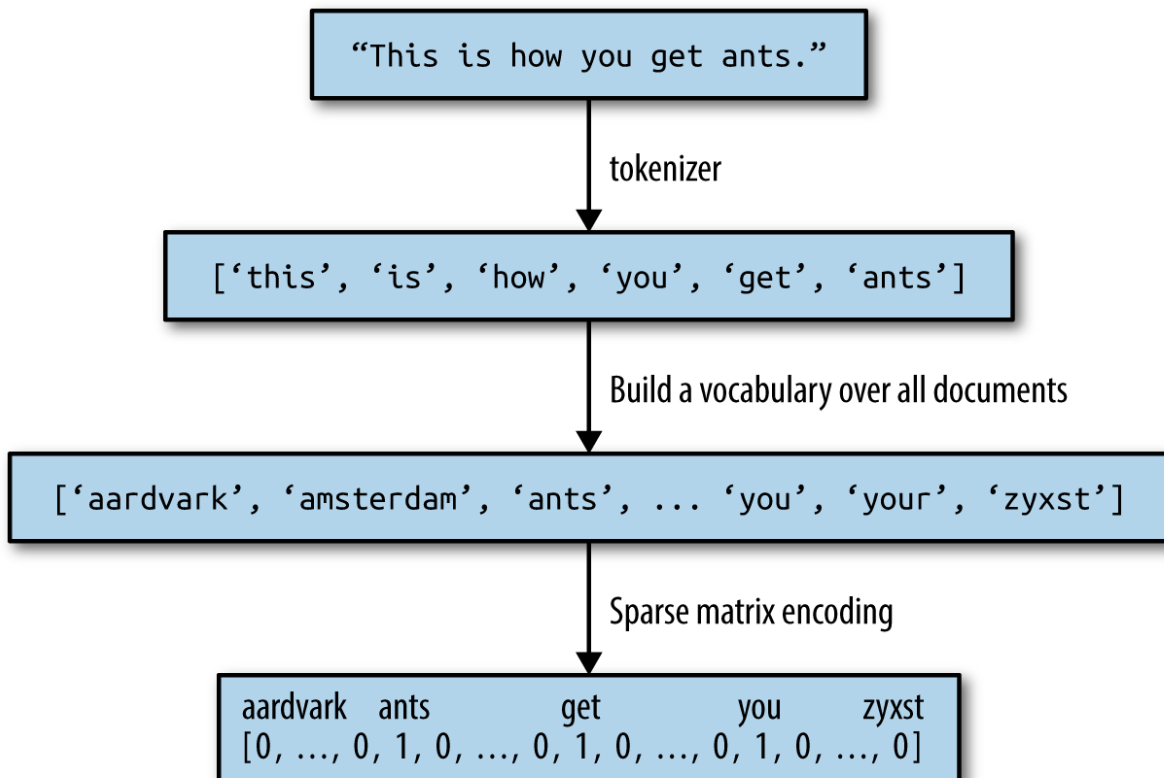 “This is how you get ants.”
tokenizer
[‘this’, ‘is’, ‘how’, ‘you’, ‘get’, ‘ants’]
Build a vocabulary over all documents
[‘aardvark’, ‘amsterdam’, ‘ants’, ... ‘you’, ‘your’, ‘zyxst’]
Sparse matrix encoding
aardvark ants get you zyxst
[0, …, 0, 1, 0, …, 0, 1, 0, …, 0, 1, 0, …, 0]